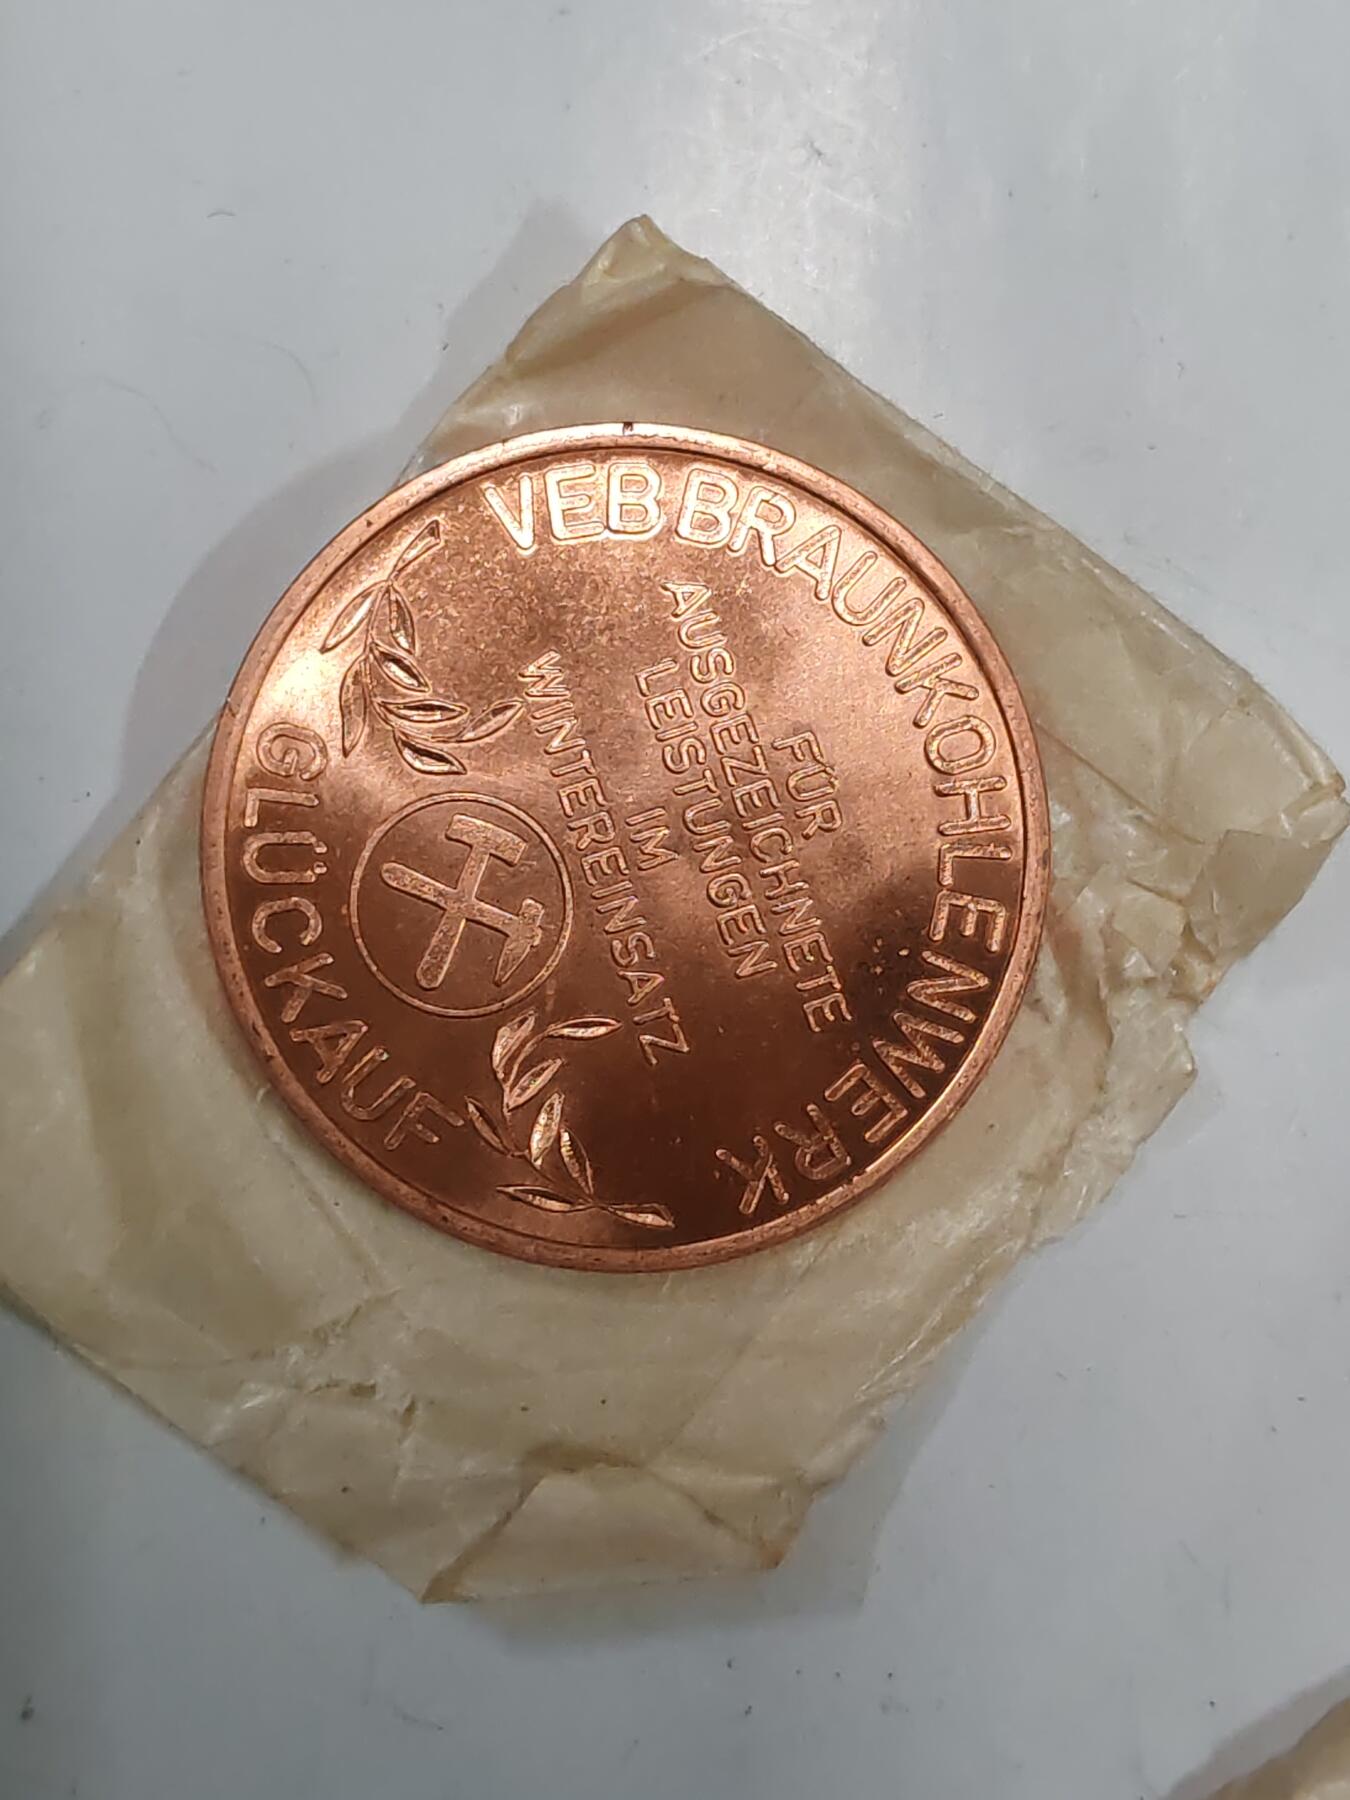 VEB BRAUNKOHLENWERK
FÜR
AUSGEZEICHNETE
LEISTUNGEN
IM
WINTEREINSATZ
GLÜCKAUF